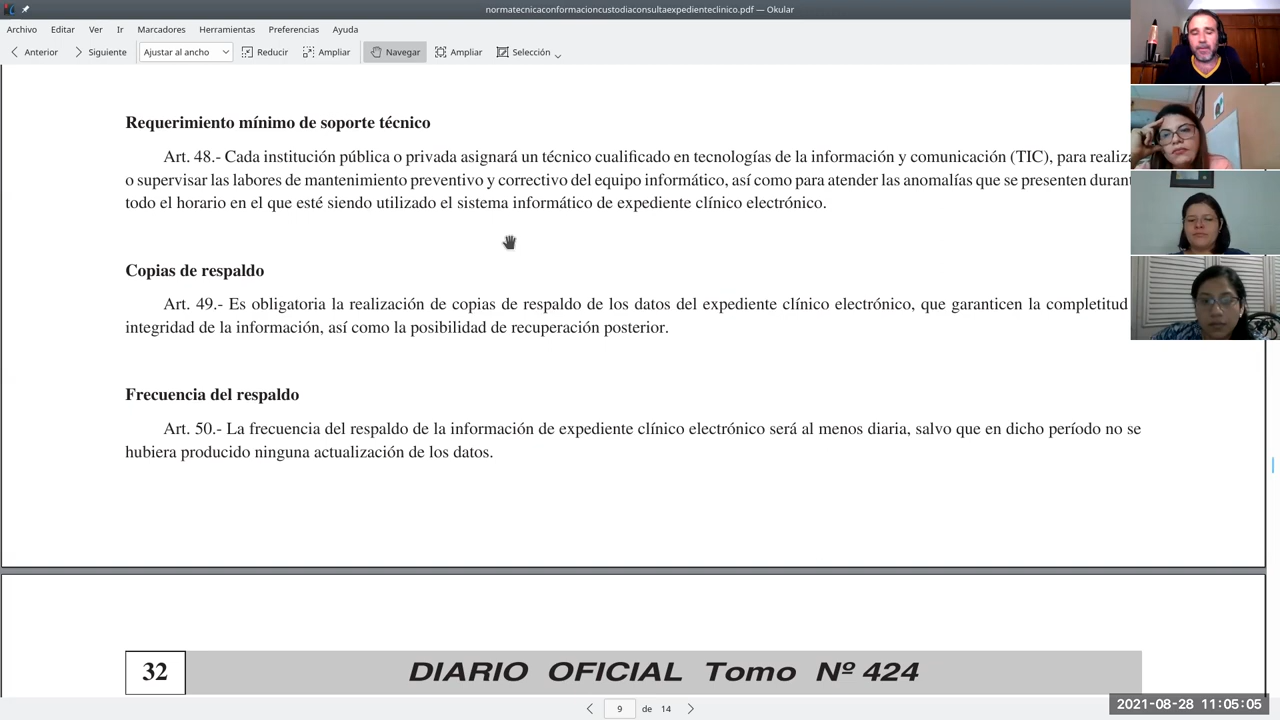 normatecnicaconformacioncustodiaconsultaexpedienteclinico.pdf — Okular
Archivo Editar Ver Ir Marcadores Herramientas Preferencias Ayuda
Anterior Siguiente Ajustar al ancho Reducir Ampliar Navegar Ampliar Selección
Requerimiento mínimo de soporte técnico
Art. 48.- Cada institución pública o privada asignará un técnico cualificado en tecnologías de la información y comunicación (TIC), para realiza
o supervisar las labores de mantenimiento preventivo y correctivo del equipo informático, así como para atender las anomalías que se presenten duran
todo el horario en el que esté siendo utilizado el sistema informático de expediente clínico electrónico.
Copias de respaldo
Art. 49.- Es obligatoria la realización de copias de respaldo de los datos del expediente clínico electrónico, que garanticen la completitud
integridad de la información, así como la posibilidad de recuperación posterior.
Frecuencia del respaldo
Art. 50.- La frecuencia del respaldo de la información de expediente clínico electrónico será al menos diaria, salvo que en dicho período no se
hubiera producido ninguna actualización de los datos.
32 DIARIO OFICIAL Tomo Nº 424
9 de 14
2021-08-28 11:05:05